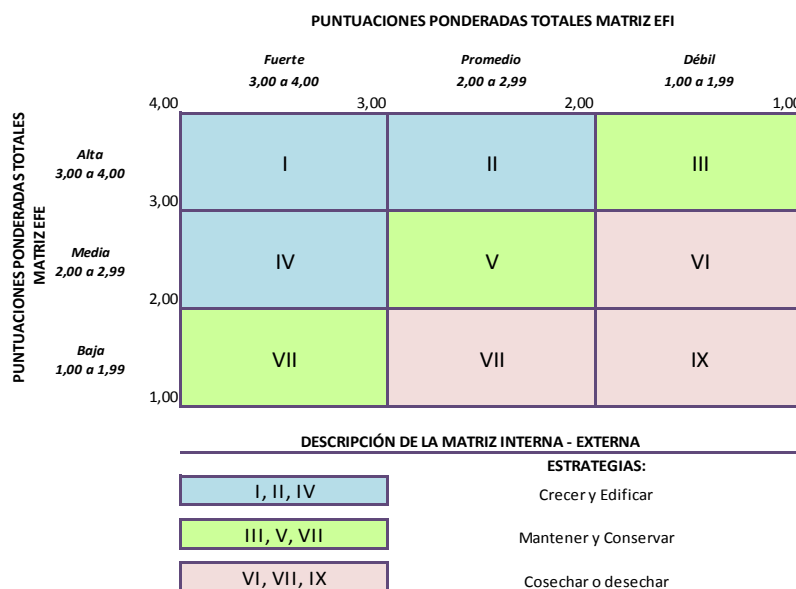 PUNTUACIONES PONDERADAS TOTALES MATRIZ EFI
Fuerte
3,00 a 4,00
Promedio
2,00 a 2,99
Débil
1,00 a 1,99
4,00 3,00 2,00 1,00
PUNTUACIONES PONDERADAS TOTALES
MATRIZ EFE
Alta
3,00 a 4,00
I II III
3,00
Media
2,00 a 2,99
IV V VI
2,00
Baja
1,00 a 1,99
VII VII IX
1,00
DESCRIPCIÓN DE LA MATRIZ INTERNA - EXTERNA
ESTRATEGIAS:
I, II, IV Crecer y Edificar
III, V, VII Mantener y Conservar
VI, VII, IX Cosechar o desechar